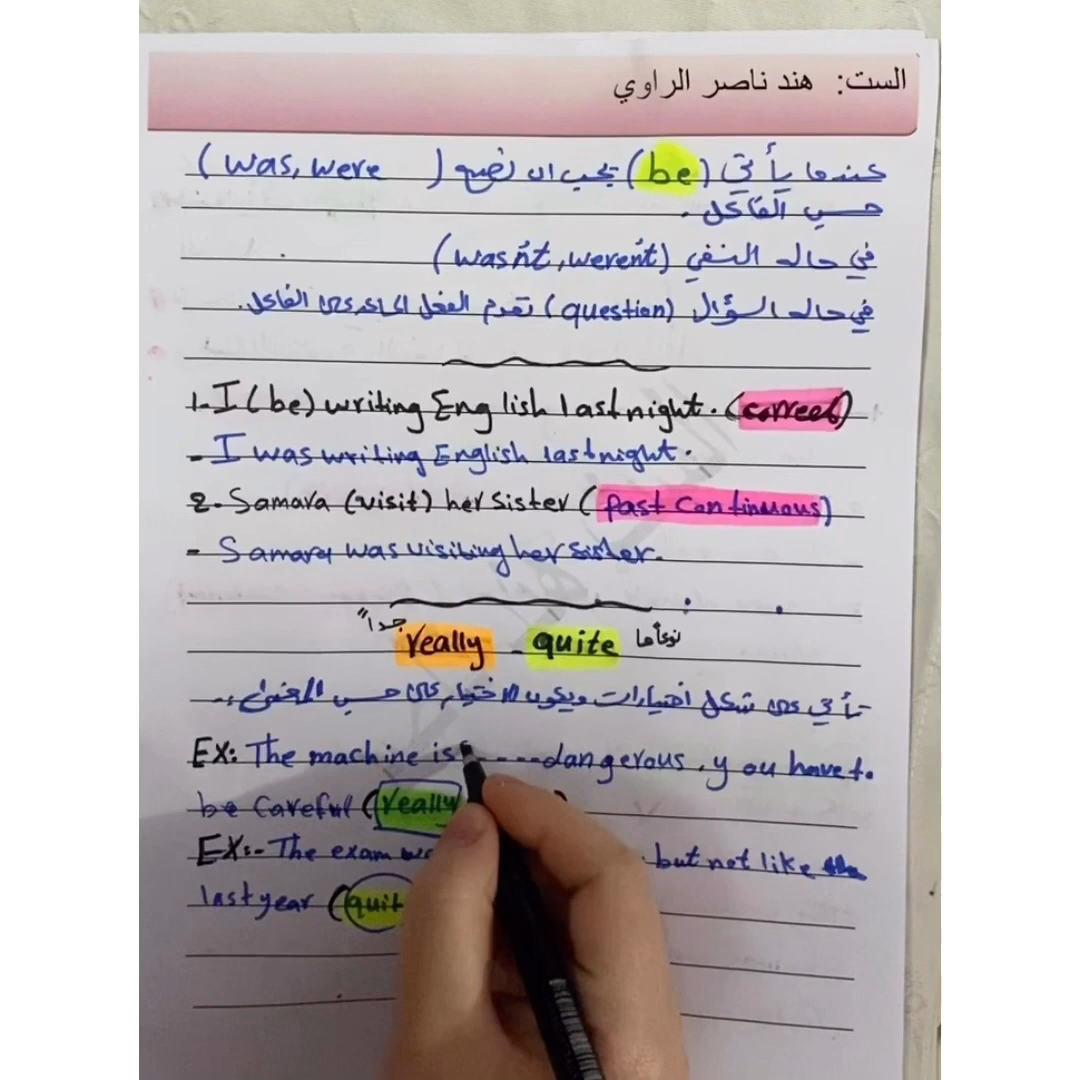 الست: هند ناصر الراوي
عندما يأتي (be) يجب ان نضع (was, were)
حسب الفاعل.
في حاله النفي (wasn't, weren't)
في حاله السؤال (question) تقدم الفعل المساعد على الفاعل.
1- I (be) writing English last night. (correct)
- I was writing English last night.
2- Samara (visit) her sister (past continuous)
- Samara was visiting her sister.
جداً really - quite نوعاً ما
تأتي على شكل اختيارات ويكون الاختيار على حسب المعنى
EX: The machine is ---- dangerous, you have to
be careful (really
EX:- The exam but not like
last year (quit